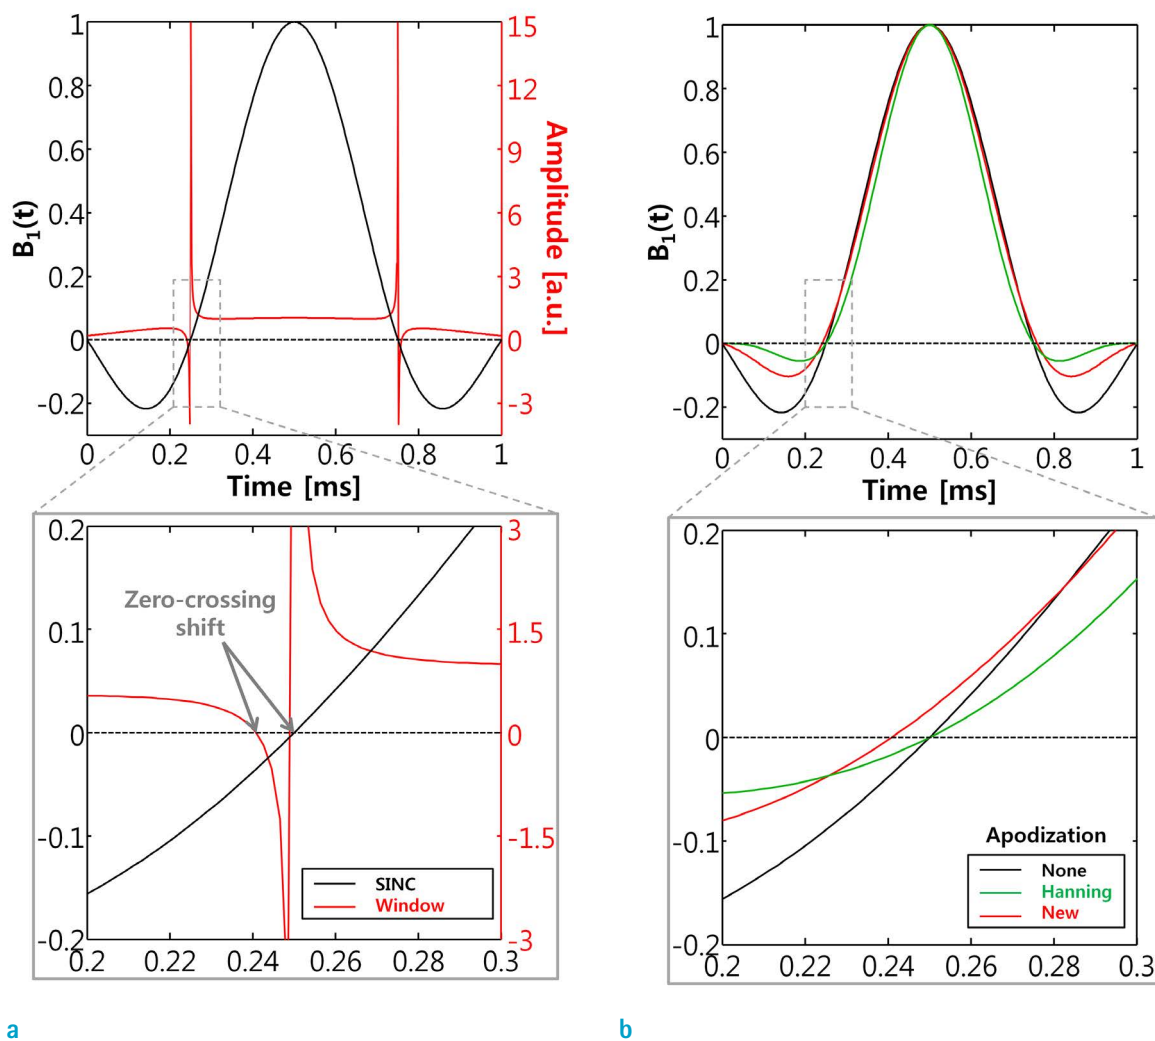 1
0.8
0.6
0.4
0.2
0
-0.2
B1(t)
15
12
9
6
3
0
-3
Amplitude [a.u.]
0 0.2 0.4 0.6 0.8 1
Time [ms]
0.2
0.1
0
-0.1
-0.2
3
1.5
0
-1.5
-3
Zero-crossing
shift
SINC
Window
0.2 0.22 0.24 0.26 0.28 0.3
a
1
0.8
0.6
0.4
0.2
0
-0.2
B1(t)
0 0.2 0.4 0.6 0.8 1
Time [ms]
0.2
0.1
0
-0.1
-0.2
Apodization
None
Hanning
New
0.2 0.22 0.24 0.26 0.28 0.3
b